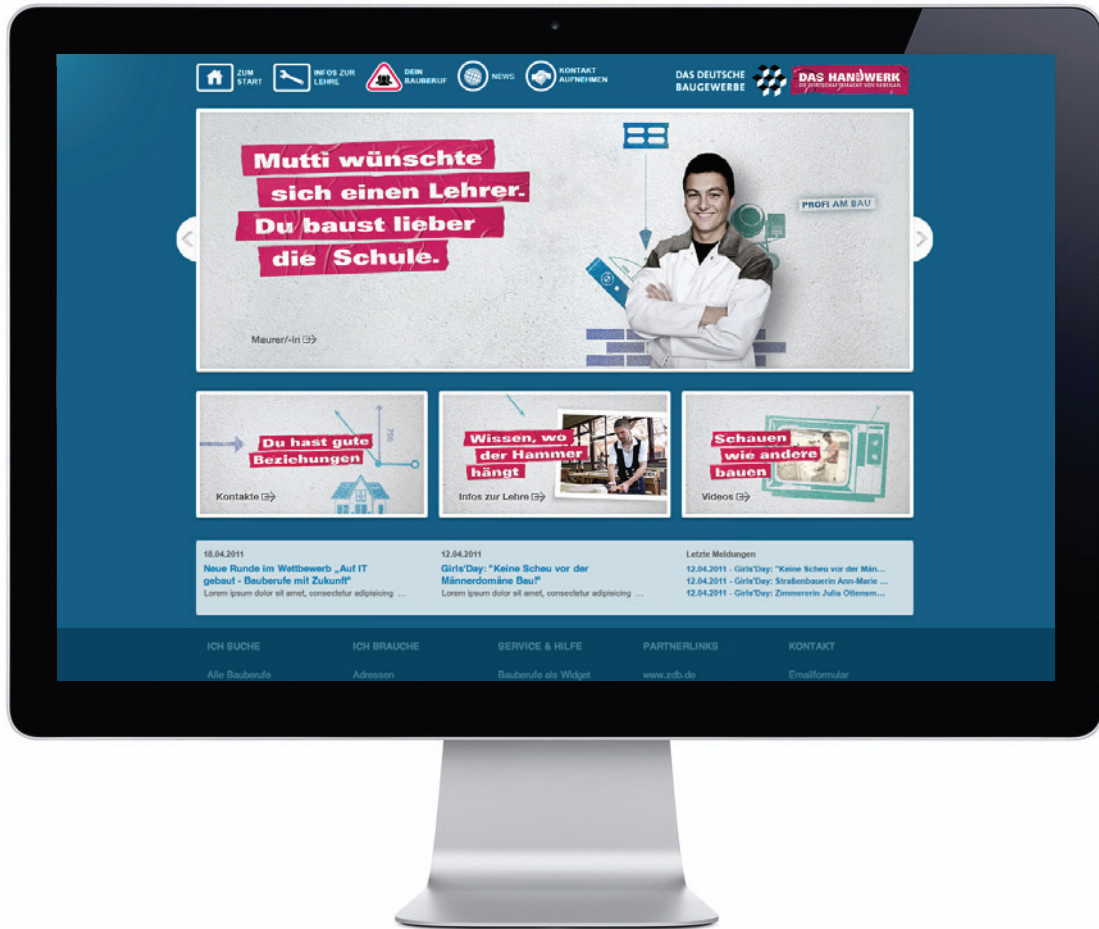 ZUM
START
INFOS ZUR
LEHRE
DEIN
BAUBERUF
NEWS
KONTAKT
AUFNEHMEN
DAS DEUTSCHE
BAUGEWERBE
DAS HANDWERK
DIE WIRTSCHAFTSMACHT VON NEBENAN
Mutti wünschte
sich einen Lehrer.
Du baust lieber
die Schule.
PROFI AM BAU
Maurer/-in
Du hast gute
Beziehungen
750
Kontakte
Wissen, wo
der Hammer
hängt
Infos zur Lehre
Schauen
wie andere
bauen
Videos
18.04.2011
Neue Runde im Wettbewerb „Auf IT
gebaut - Bauberufe mit Zukunft"
Lorem ipsum dolor sit amet, consectetur adipisicing ...
12.04.2011
Girls'Day: "Keine Scheu vor der
Männerdomäne Bau!"
Lorem ipsum dolor sit amet, consectetur adipisicing ...
Letzte Meldungen
12.04.2011 - Girls'Day: "Keine Scheu vor der Män...
12.04.2011 - Girls'Day: Straßenbauerin Ann-Marie ...
12.04.2011 - Girls'Day: Zimmererin Julia Ottensm...
ICH SUCHE
ICH BRAUCHE
SERVICE & HILFE
PARTNERLINKS
KONTAKT
Alle Bauberufe
Adressen
Bauberufe als Widget
www.zdb.de
Emailformular